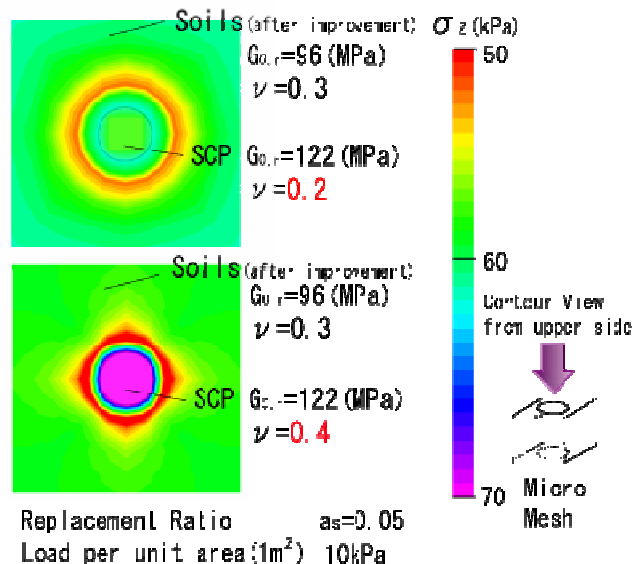 Soils(after improvement)
G0,r=96(MPa)
ν=0.3
SCP
G0,r=122(MPa)
ν=0.2
Soils(after improvement)
G0,r=96(MPa)
ν=0.3
SCP
=122(MPa)
ν=0.4
σz(kPa)
50
60
Contour View
from upper side
70
Micro
Mesh
Replacement Ratio as=0.05
Load per unit area(1m²) 10kPa